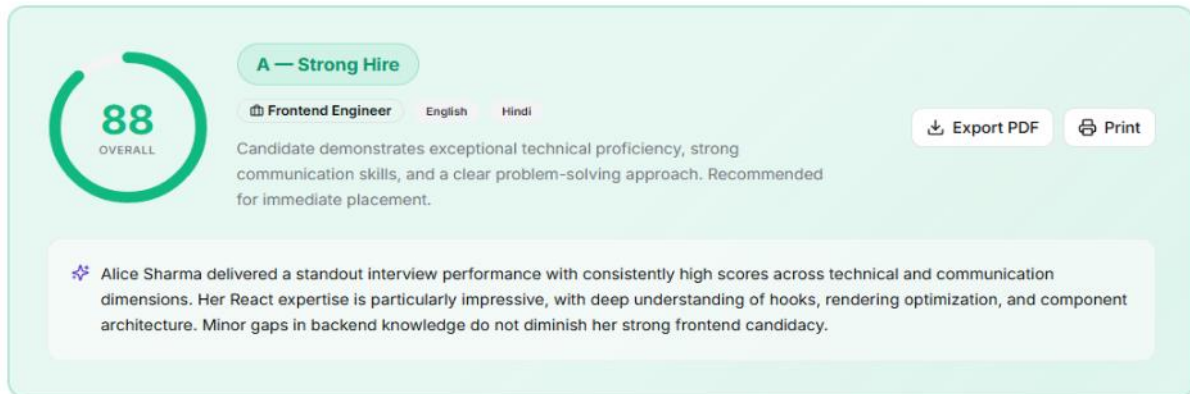 88
OVERALL
A — Strong Hire
Frontend Engineer English Hindi
Candidate demonstrates exceptional technical proficiency, strong
communication skills, and a clear problem-solving approach. Recommended
for immediate placement.
Export PDF Print
Alice Sharma delivered a standout interview performance with consistently high scores across technical and communication
dimensions. Her React expertise is particularly impressive, with deep understanding of hooks, rendering optimization, and component
architecture. Minor gaps in backend knowledge do not diminish her strong frontend candidacy.